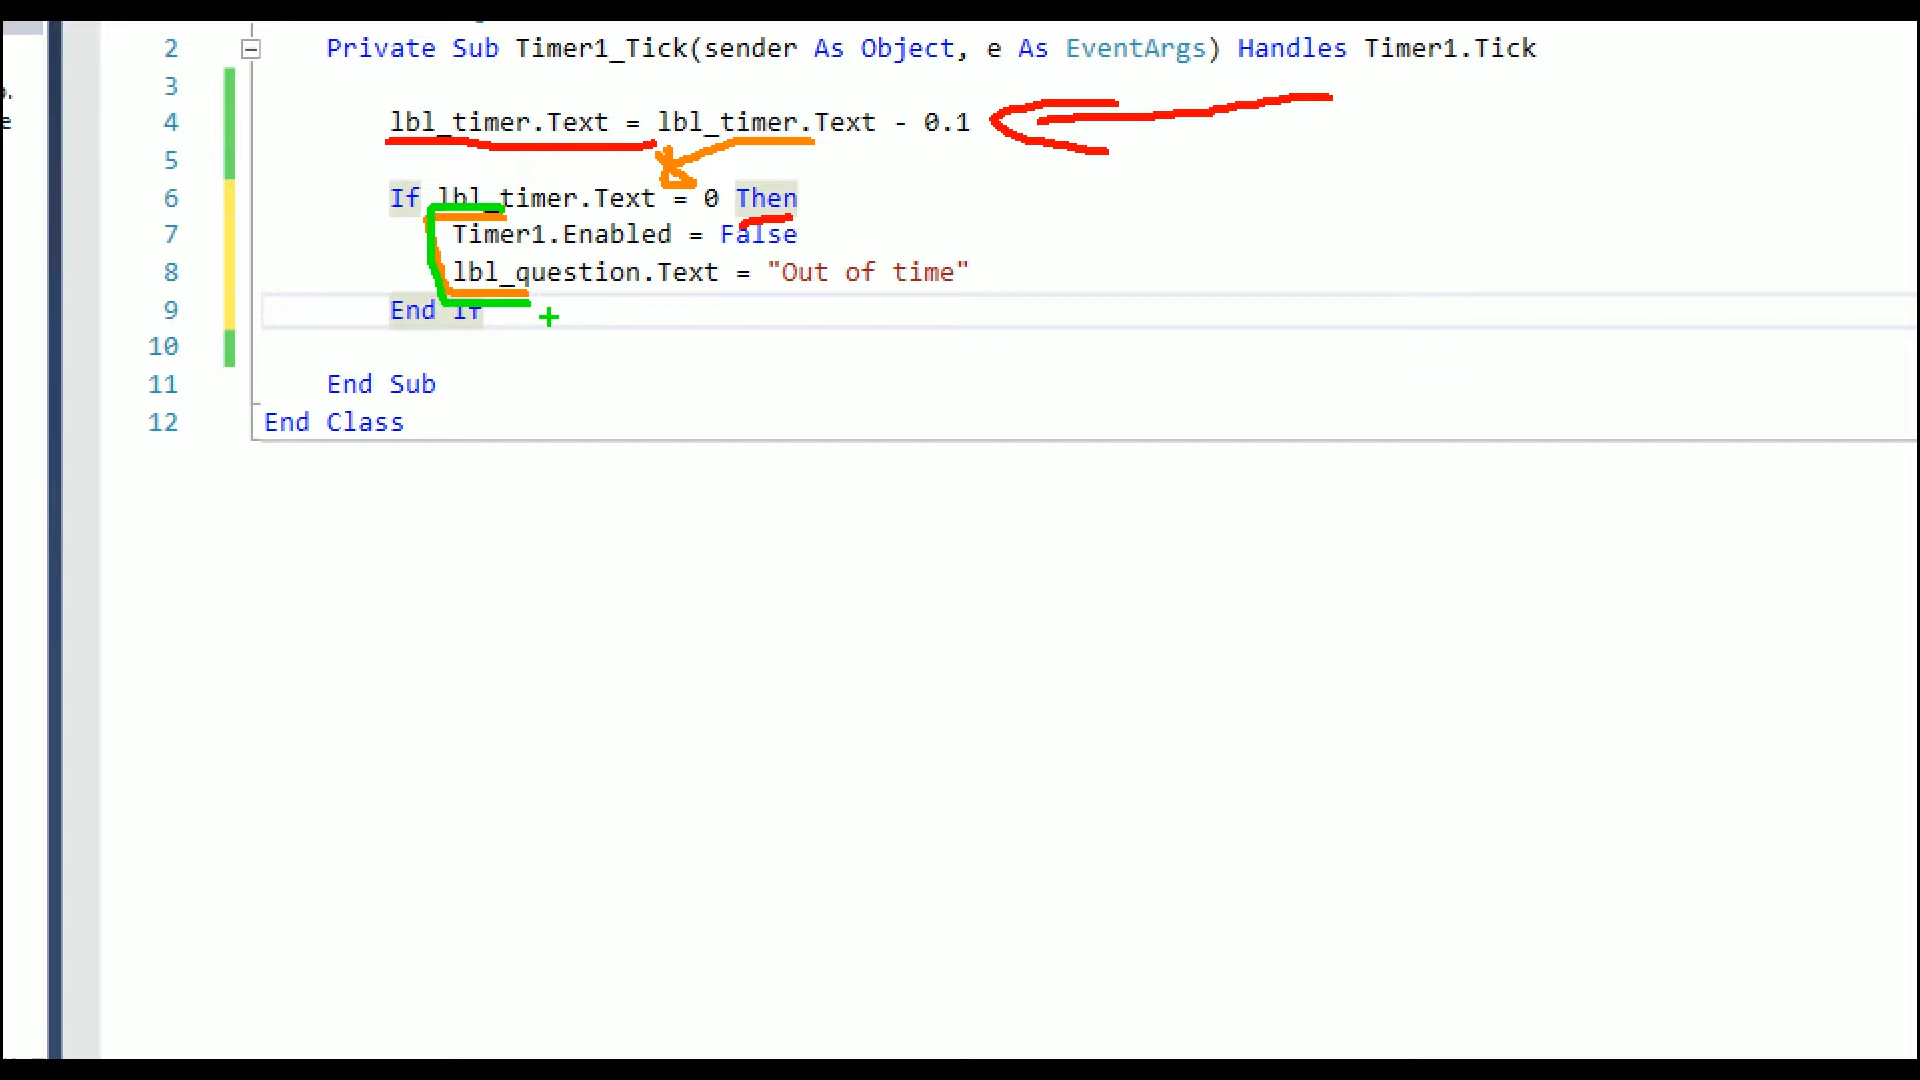 2 Private Sub Timer1_Tick(sender As Object, e As EventArgs) Handles Timer1.Tick
3
4 lbl_timer.Text = lbl_timer.Text - 0.1
5
6 If lbl_timer.Text = 0 Then
7 Timer1.Enabled = False
8 lbl_question.Text = "Out of time"
9 End If
10
11 End Sub
12 End Class